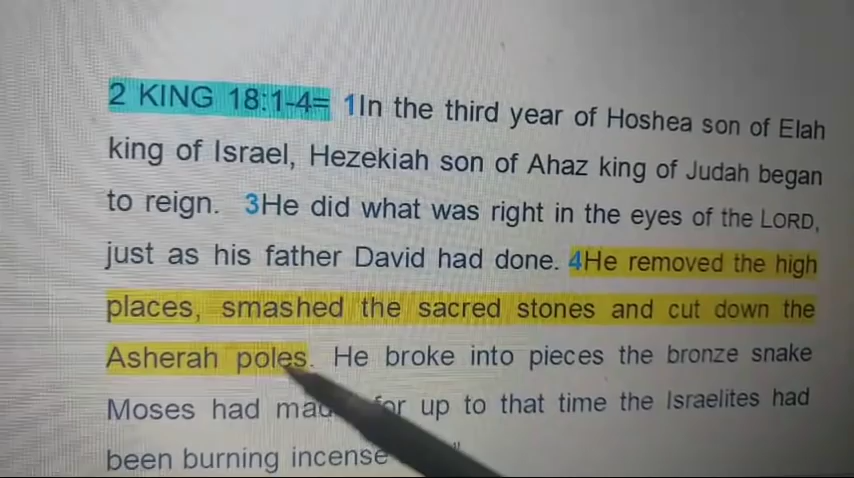 2 KING 18:1-4= 1In the third year of Hoshea son of Elah
king of Israel, Hezekiah son of Ahaz king of Judah began
to reign. 3He did what was right in the eyes of the LORD,
just as his father David had done. 4He removed the high
places, smashed the sacred stones and cut down the
Asherah poles. He broke into pieces the bronze snake
Moses had up to that time the Israelites had
been burning incense